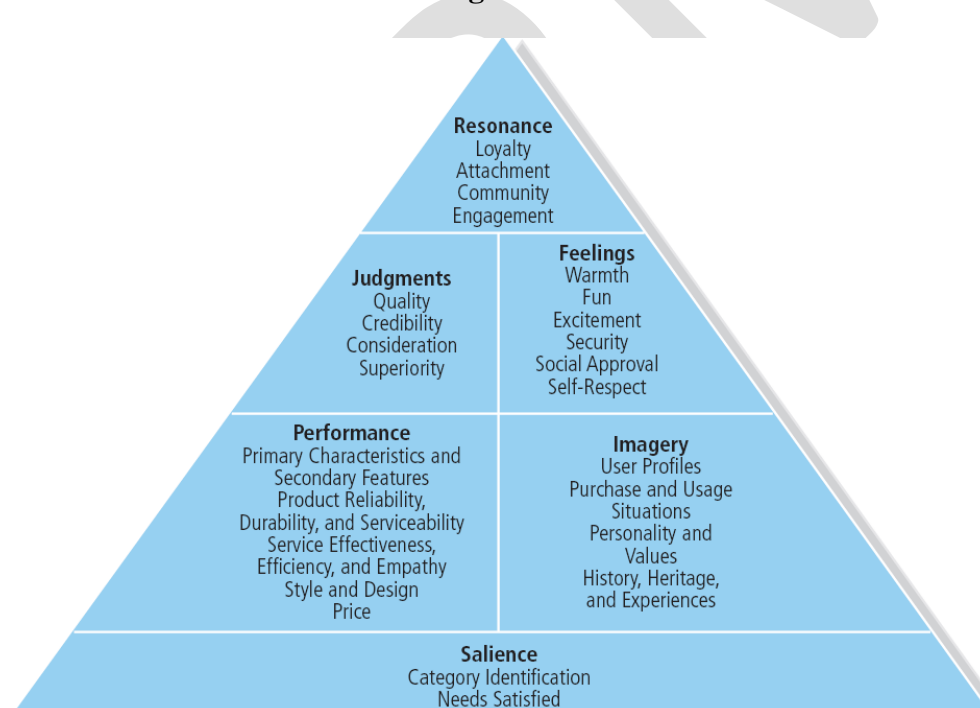 Resonance
Loyalty
Attachment
Community
Engagement
Judgments
Quality
Credibility
Consideration
Superiority
Feelings
Warmth
Fun
Excitement
Security
Social Approval
Self-Respect
Performance
Primary Characteristics and
Secondary Features
Product Reliability,
Durability, and Serviceability
Service Effectiveness,
Efficiency, and Empathy
Style and Design
Price
Imagery
User Profiles
Purchase and Usage
Situations
Personality and
Values
History, Heritage,
and Experiences
Salience
Category Identification
Needs Satisfied